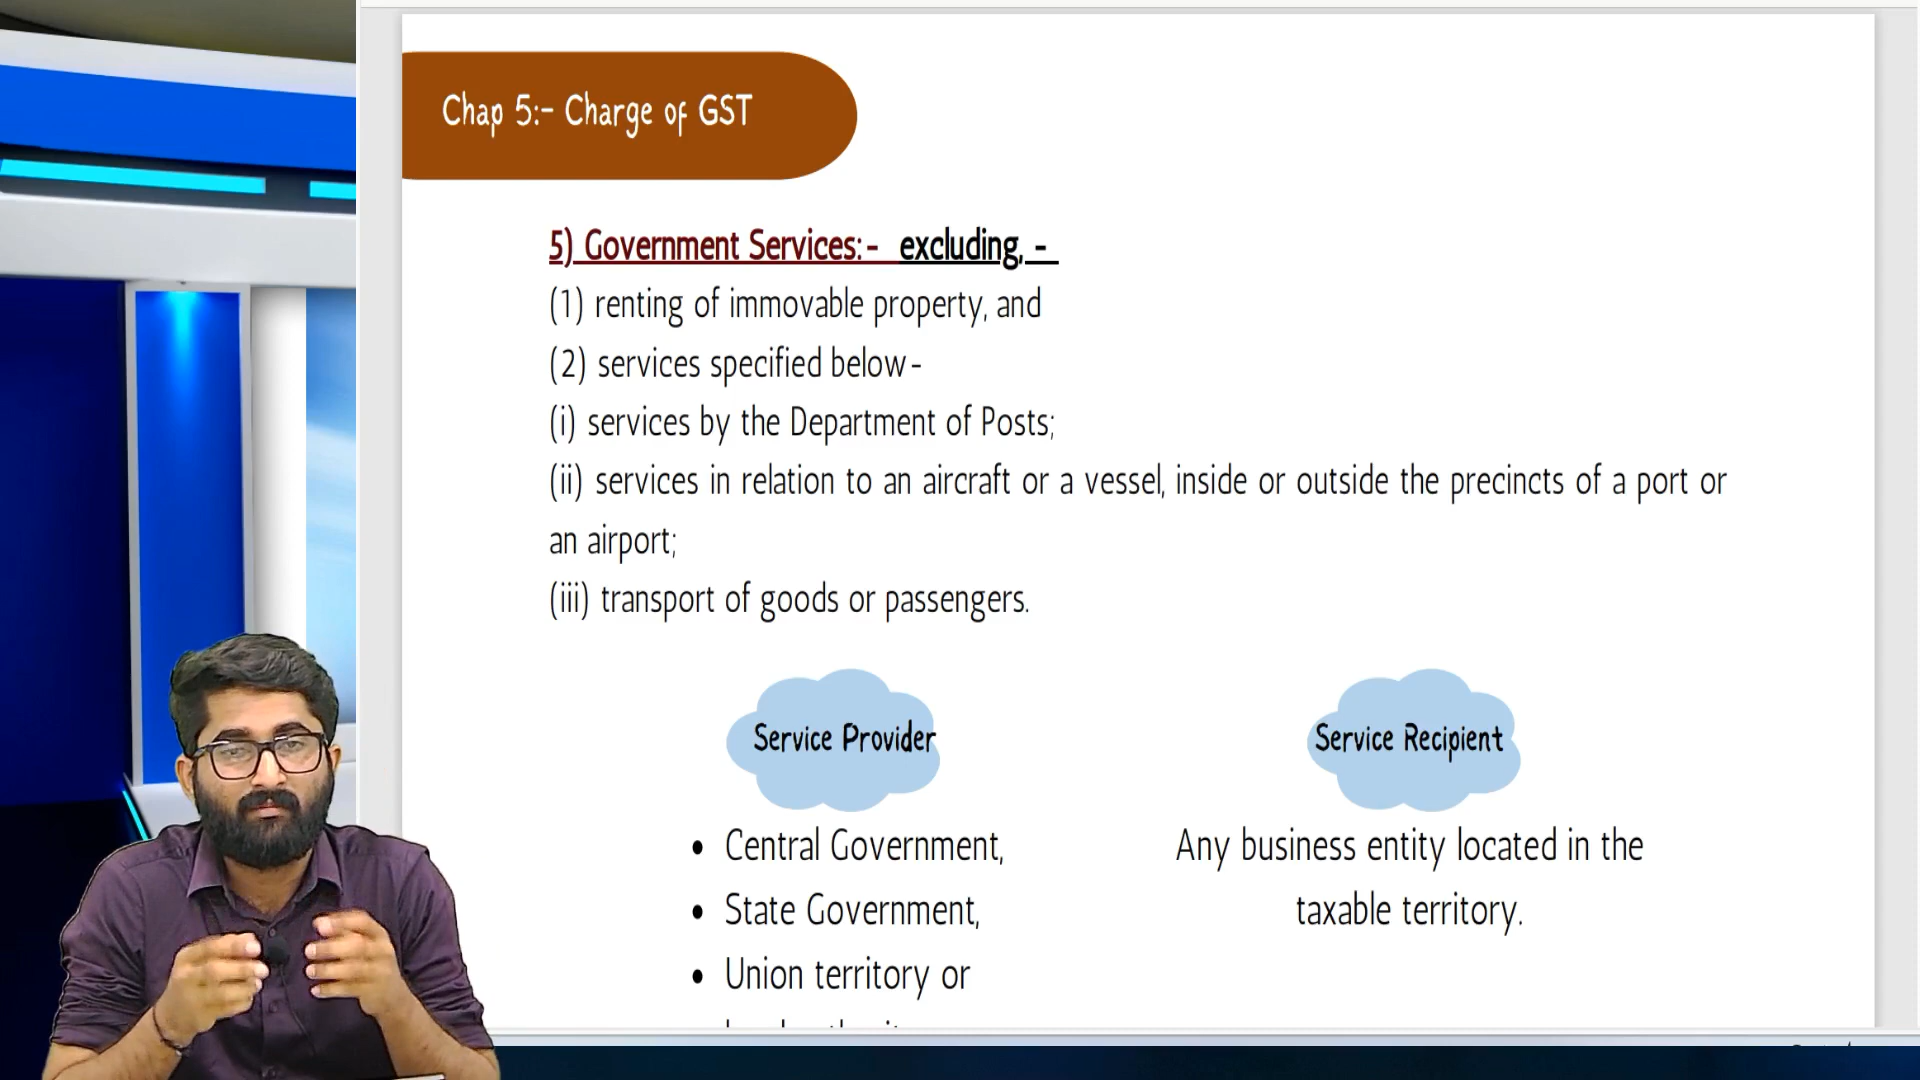 Chap 5:- Charge of GST
5) Government Services:- excluding, -
(1) renting of immovable property, and
(2) services specified below -
(i) services by the Department of Posts;
(ii) services in relation to an aircraft or a vessel, inside or outside the precincts of a port or
an airport;
(iii) transport of goods or passengers.
Service Provider
• Central Government,
• State Government,
• Union territory or
Service Recipient
Any business entity located in the
taxable territory.